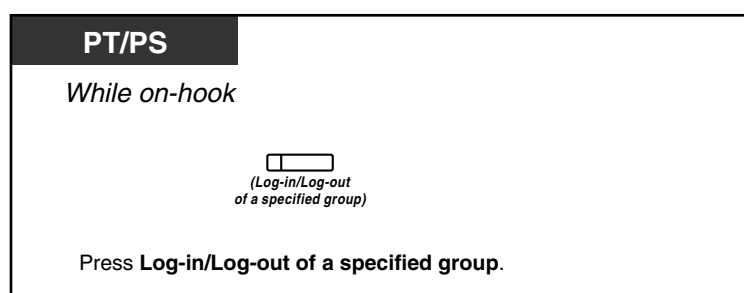 PT/PS
While on-hook
(Log-in/Log-out
of a specified group)
Press Log-in/Log-out of a specified group.